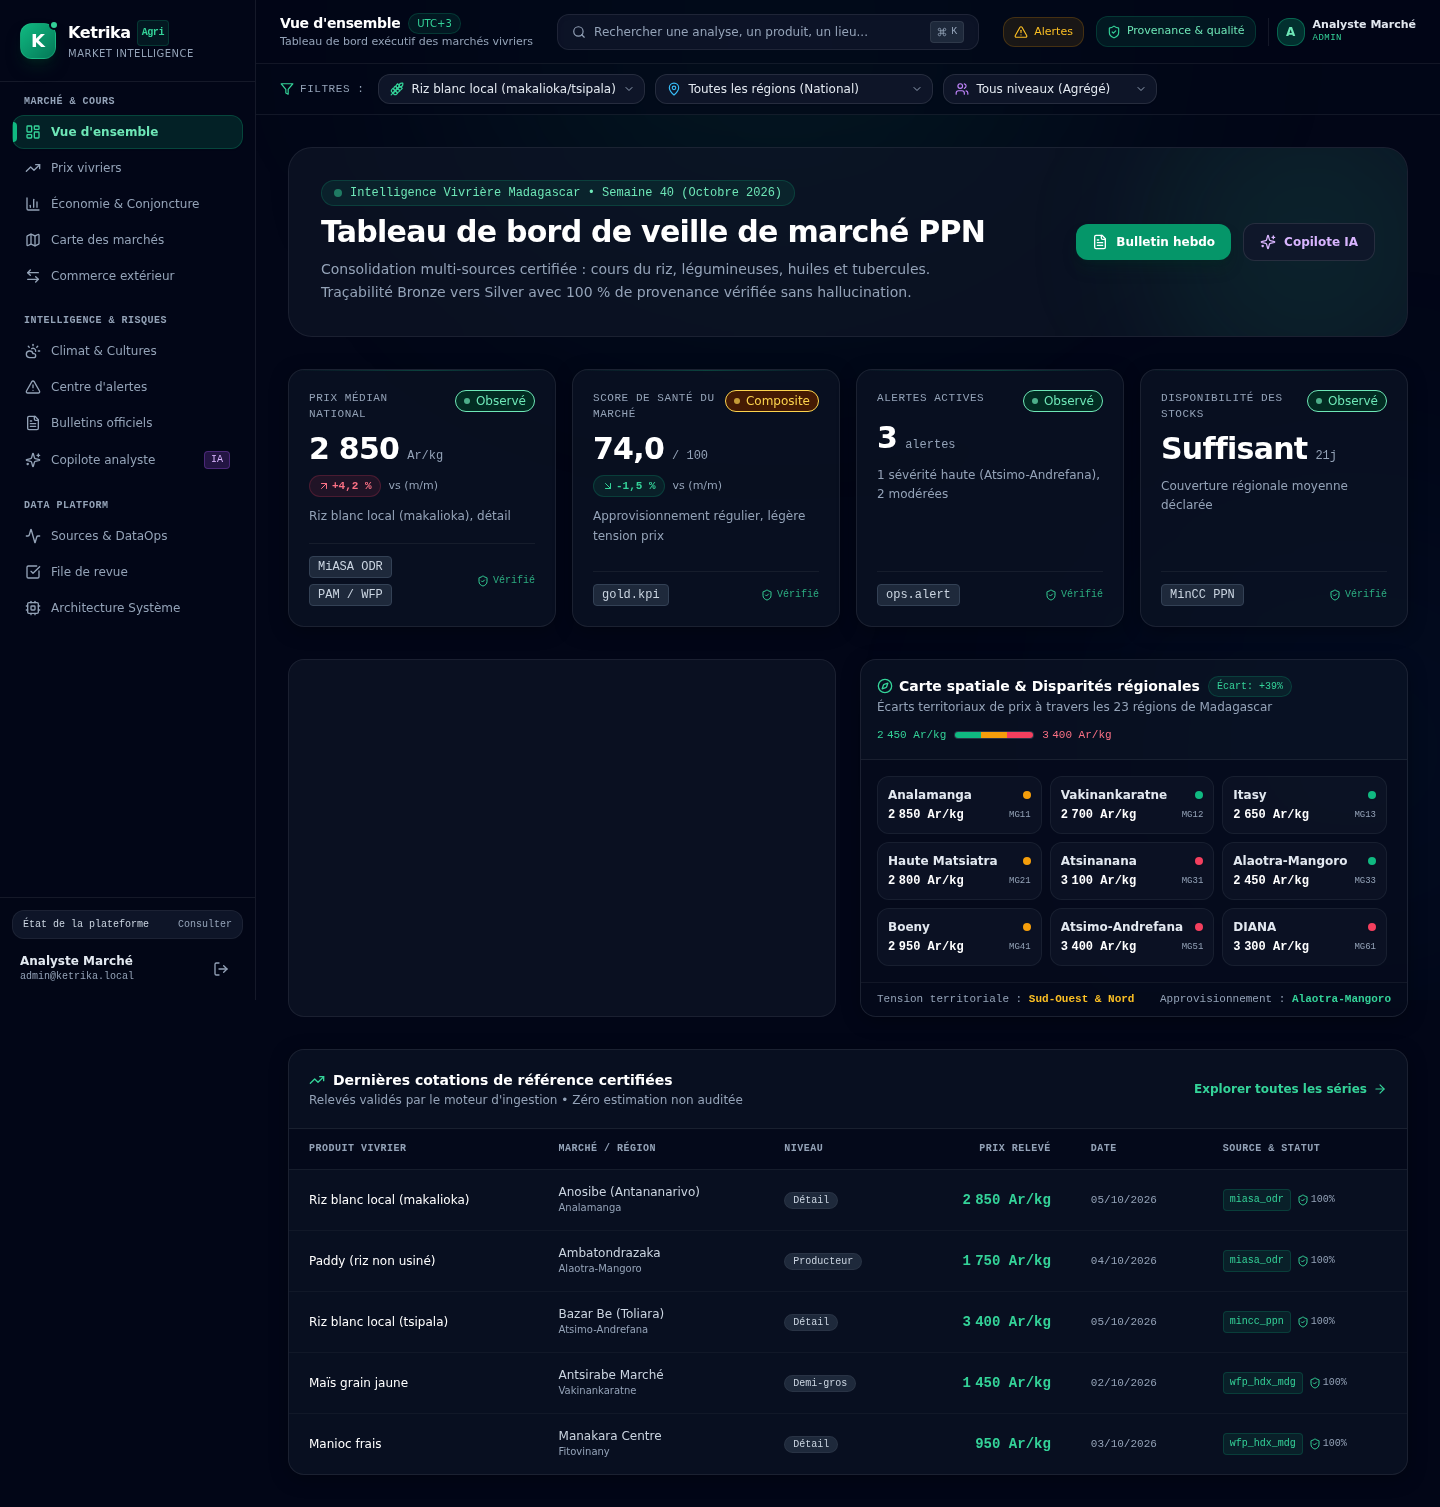 K
Ketrika Agri
MARKET INTELLIGENCE
MARCHÉ & COURS
Vue d'ensemble
Prix vivriers
Économie & Conjoncture
Carte des marchés
Commerce extérieur
INTELLIGENCE & RISQUES
Climat & Cultures
Centre d'alertes
Bulletins officiels
Copilote analyste IA
DATA PLATFORM
Sources & DataOps
File de revue
Architecture Système
État de la plateforme Consulter
Analyste Marché
admin@ketrika.local
Vue d'ensemble UTC+3
Tableau de bord exécutif des marchés vivriers
Rechercher une analyse, un produit, un lieu... ⌘ K
Alertes
Provenance & qualité
A
Analyste Marché
ADMIN
FILTRES :
Riz blanc local (makalioka/tsipala)
Toutes les régions (National)
Tous niveaux (Agrégé)
Intelligence Vivrière Madagascar • Semaine 40 (Octobre 2026)
Tableau de bord de veille de marché PPN
Consolidation multi-sources certifiée : cours du riz, légumineuses, huiles et tubercules.
Traçabilité Bronze vers Silver avec 100 % de provenance vérifiée sans hallucination.
Bulletin hebdo
Copilote IA
PRIX MÉDIAN
NATIONAL
Observé
2 850 Ar/kg
+4,2 % vs (m/m)
Riz blanc local (makalioka), détail
MiASA ODR
PAM / WFP
Vérifié
SCORE DE SANTÉ DU
MARCHÉ
Composite
74,0 / 100
-1,5 % vs (m/m)
Approvisionnement régulier, légère
tension prix
gold.kpi
Vérifié
ALERTES ACTIVES
Observé
3 alertes
1 sévérité haute (Atsimo-Andrefana),
2 modérées
ops.alert
Vérifié
DISPONIBILITÉ DES
STOCKS
Observé
Suffisant 21j
Couverture régionale moyenne
déclarée
MinCC PPN
Vérifié
Carte spatiale & Disparités régionales Écart: +39%
Écarts territoriaux de prix à travers les 23 régions de Madagascar
2 450 Ar/kg 3 400 Ar/kg
Analamanga
2 850 Ar/kg MG11
Vakinankaratne
2 700 Ar/kg MG12
Itasy
2 650 Ar/kg MG13
Haute Matsiatra
2 800 Ar/kg MG21
Atsinanana
3 100 Ar/kg MG31
Alaotra-Mangoro
2 450 Ar/kg MG33
Boeny
2 950 Ar/kg MG41
Atsimo-Andrefana
3 400 Ar/kg MG51
DIANA
3 300 Ar/kg MG61
Tension territoriale : Sud-Ouest & Nord
Approvisionnement : Alaotra-Mangoro
Dernières cotations de référence certifiées
Relevés validés par le moteur d'ingestion • Zéro estimation non auditée
Explorer toutes les séries
PRODUIT VIVRIER MARCHÉ / RÉGION NIVEAU PRIX RELEVÉ DATE SOURCE & STATUT
Riz blanc local (makalioka) Anosibe (Antananarivo) Détail 2 850 Ar/kg 05/10/2026 miasa_odr 100%
Analamanga
Paddy (riz non usiné) Ambatondrazaka Producteur 1 750 Ar/kg 04/10/2026 miasa_odr 100%
Alaotra-Mangoro
Riz blanc local (tsipala) Bazar Be (Toliara) Détail 3 400 Ar/kg 05/10/2026 mincc_ppn 100%
Atsimo-Andrefana
Maïs grain jaune Antsirabe Marché Demi-gros 1 450 Ar/kg 02/10/2026 wfp_hdx_mdg 100%
Vakinankaratne
Manioc frais Manakara Centre Détail 950 Ar/kg 03/10/2026 wfp_hdx_mdg 100%
Fitovinany